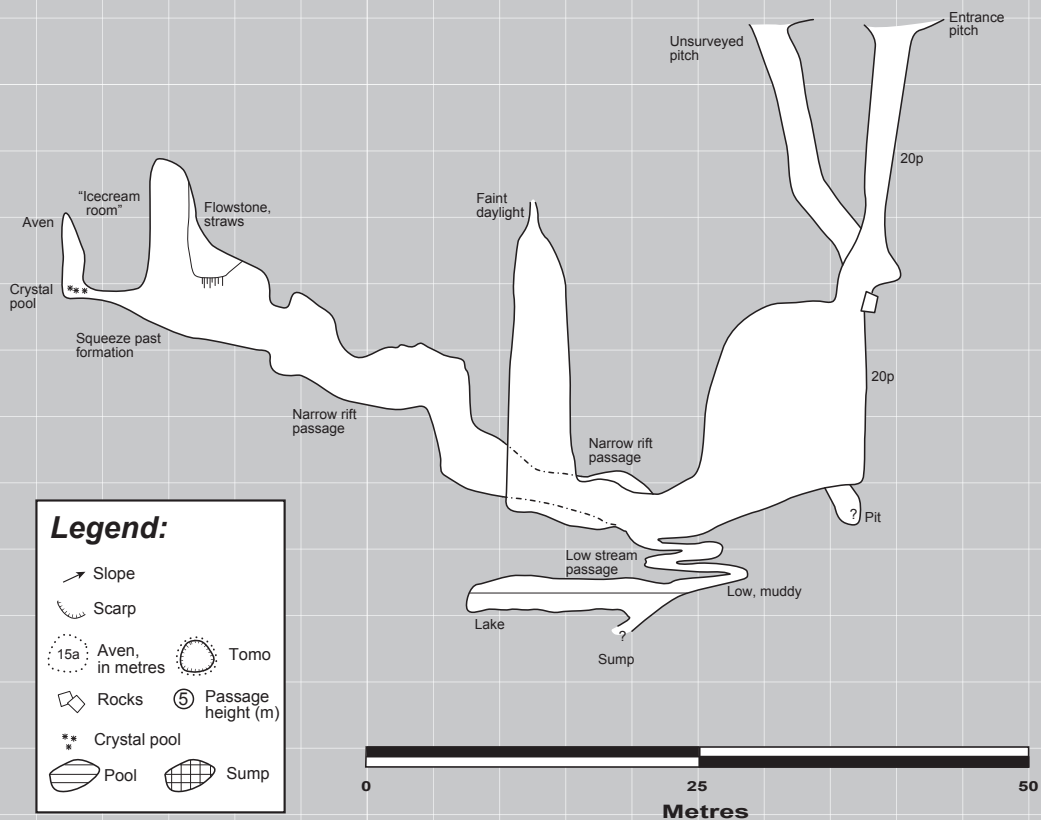 Entrance
pitch
Unsurveyed
pitch
20p
“Icecream
room”
Aven
Flowstone,
straws
Faint
daylight
Crystal
pool
Squeeze past
formation
20p
Narrow rift
passage
Narrow rift
passage
? Pit
Low stream
passage
Low, muddy
Lake
?
Sump
Legend:
Slope
Scarp
15a
Aven,
in metres
Tomo
Rocks
5
Passage
height (m)
Crystal pool
Pool
Sump
0 25 50
Metres